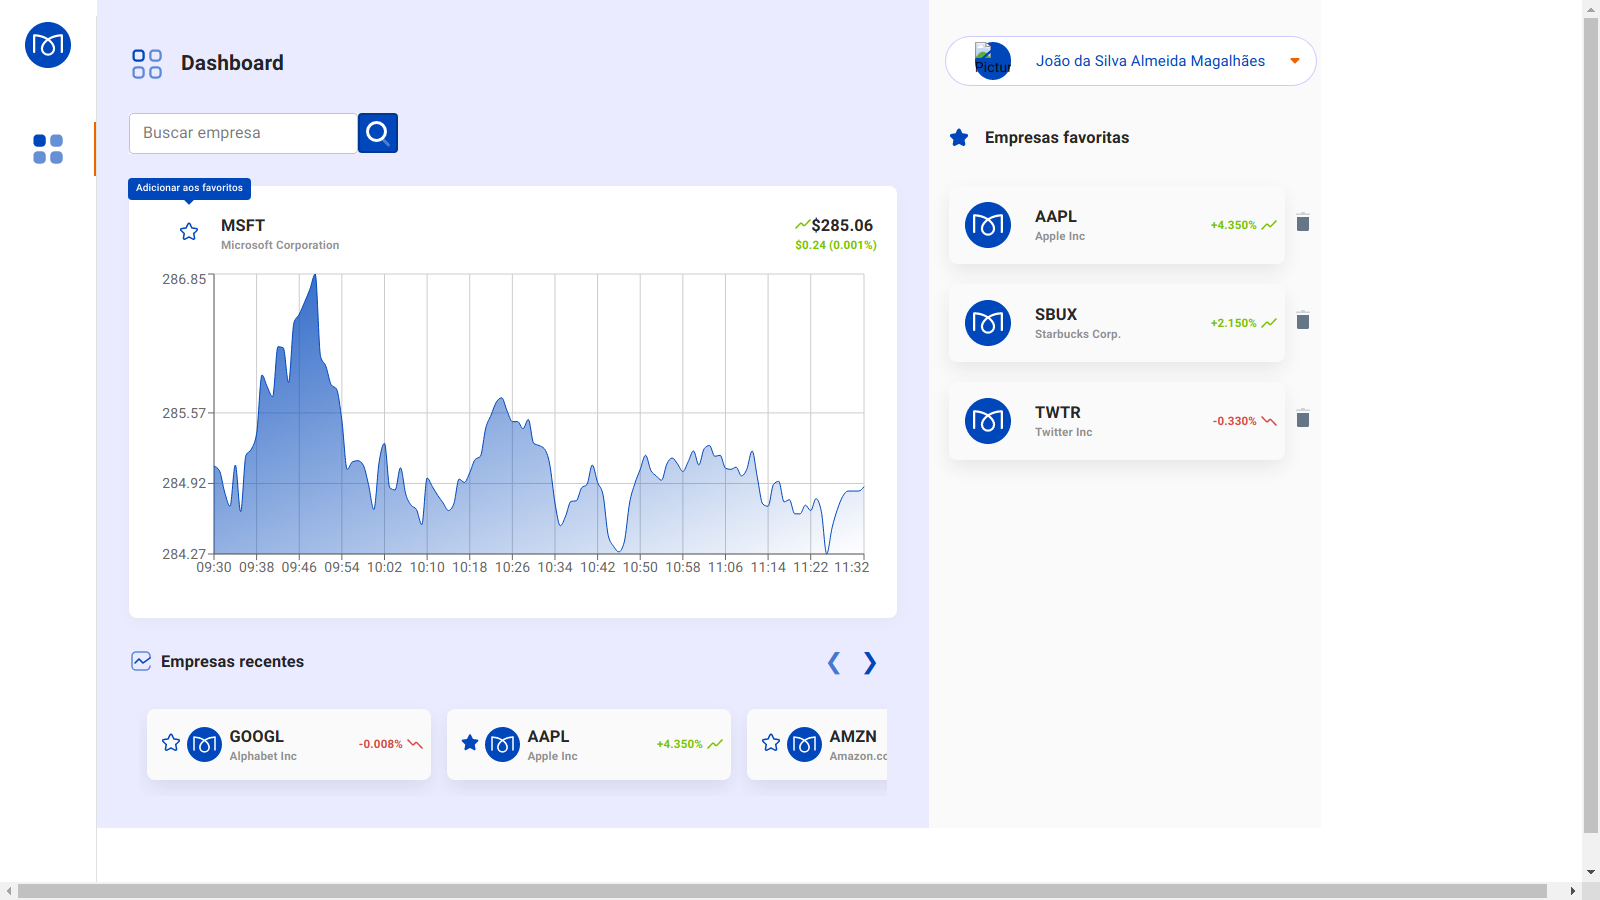 Dashboard
Buscar empresa
Adicionar aos favoritos
MSFT
Microsoft Corporation
$285.06
$0.24 (0.001%)
286.85
285.57
284.92
284.27
09:30 09:38 09:46 09:54 10:02 10:10 10:18 10:26 10:34 10:42 10:50 10:58 11:06 11:14 11:22 11:32
Empresas recentes
GOOGL
Alphabet Inc
-0.008%
AAPL
Apple Inc
+4.350%
AMZN
Amazon.co
João da Silva Almeida Magalhães
Empresas favoritas
AAPL
Apple Inc
+4.350%
SBUX
Starbucks Corp.
+2.150%
TWTR
Twitter Inc
-0.330%